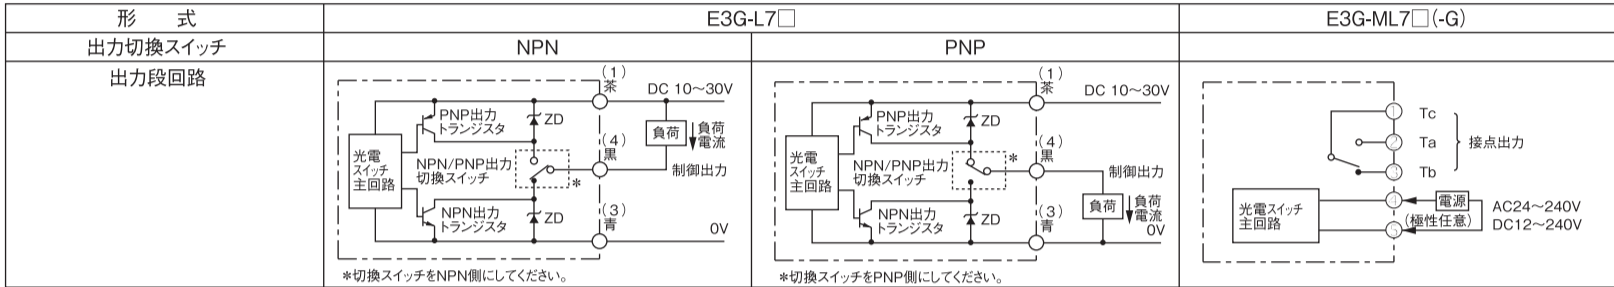 形　式
E3G-L7□
E3G-ML7□(-G)
出力切換スイッチ
NPN
PNP
出力段回路
(1)
茶
DC 10～30V
PNP出力
トランジスタ
ZD
負荷
負荷
電流
(4)
黒
光電
スイッチ
主回路
NPN/PNP出力
切換スイッチ
*
制御出力
NPN出力
トランジスタ
ZD
(3)
青
0V
*切換スイッチをNPN側にしてください。
(1)
茶
DC 10～30V
PNP出力
トランジスタ
ZD
(4)
黒
光電
スイッチ
主回路
NPN/PNP出力
切換スイッチ
*
制御出力
負荷
負荷
電流
NPN出力
トランジスタ
ZD
(3)
青
0V
*切換スイッチをPNP側にしてください。
① Tc
② Ta
③ Tb
接点出力
光電スイッチ
主回路
④
電源
(極性任意)
⑤
AC24～240V
DC12～240V